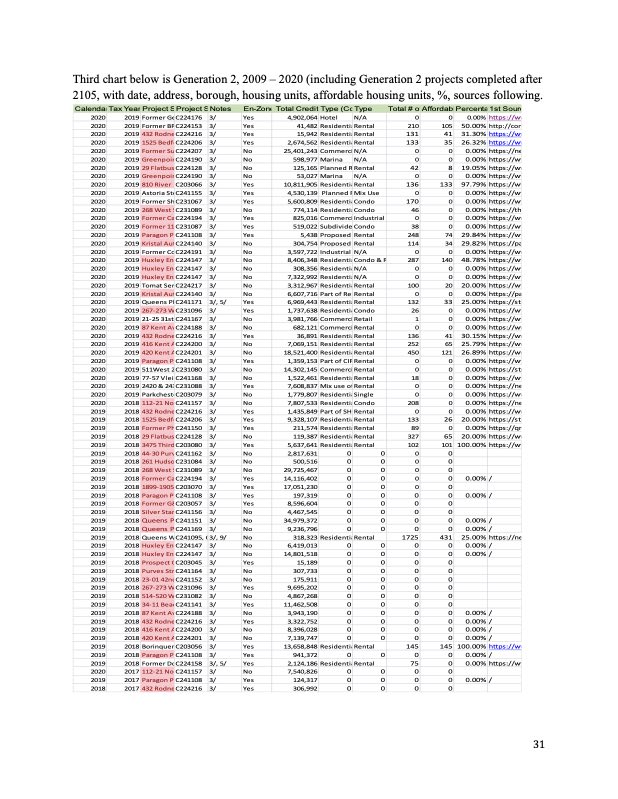 Third chart below is Generation 2, 2009 – 2020 (including Generation 2 projects completed after
2105, with date, address, borough, housing units, affordable housing units, %, sources following.
Calenda Tax Year Project S Project S Notes En-Zon Total Credit Type (Cc Type Total # o Affordab Percenta 1st Sourc
2020 2019 Former Ge C224176 3/ Yes 4,902,064 Hotel N/A 0 0 0.00% https://w
2020 2019 Former BF C224193 3/ Yes 41,482 Residenti Rental 210 105 50.00% http://cor
2020 2019 432 Rodne C224216 3/ Yes 15,942 Residenti Rental 131 41 31.30% https://w
2020 2019 1525 Bedf C224206 3/ Yes 2,674,562 Residenti Rental 133 35 26.32% https://w
2020 2019 Former Su C224207 3/ No 25,401,243 Commerc N/A 0 0 0.00% https://ne
2020 2019 Greenpoi C224190 3/ No 598,977 Marina N/A 0 0 0.00% https://w
2020 2019 29 Flatbus C224128 3/ No 125,165 Planned R Rental 42 8 19.05% https://w
2020 2019 Greenpoi C224190 3/ No 53,027 Marina N/A 0 0 0.00% https://w
2020 2019 810 River C203066 3/ Yes 10,811,905 Residenti Rental 136 133 97.79% https://w
2020 2019 Astoria St C241155 3/ Yes 4,530,139 Planned F Mix Use 0 0 0.00% https://w
2020 2019 Former Sh C231067 3/ Yes 5,600,809 Residenti Condo 170 0 0.00% https://w
2020 2019 268 West C231089 3/ No 774,114 Residenti Condo 46 0 0.00% https://th
2020 2019 Former Ca C224194 3/ Yes 825,016 Commerc Industrial 0 0 0.00% https://w
2020 2019 Former 11 C231087 3/ Yes 519,022 Subdivide Condo 38 0 0.00% https://w
2020 2019 Paragon P C241108 3/ Yes 5,438 Proposed Rental 248 74 29.84% https://w
2020 2019 Kristal Aut C224140 3/ No 304,754 Proposed Rental 114 34 29.82% https://pa
2020 2019 Former Co C224191 3/ No 3,597,722 Industrial N/A 0 0 0.00% https://w
2020 2019 Huxley En C224147 3/ No 8,406,348 Residenti Condo & F 287 140 48.78% https://w
2020 2019 Huxley En C224147 3/ No 308,356 Residenti N/A 0 0 0.00% https://w
2020 2019 Huxley En C224147 3/ No 7,322,992 Residenti N/A 0 0 0.00% https://w
2020 2019 Tomat Ser C224217 3/ No 3,312,967 Residenti Rental 100 20 20.00% https://w
2020 2019 Kristal Aut C224140 3/ No 6,607,716 Part of Re Rental 0 0 0.00% https://pa
2020 2019 Queens Pl C241171 3/, 5/ Yes 6,969,443 Residenti Rental 132 33 25.00% https://st
2020 2019 267-273 W C231096 3/ Yes 1,737,638 Residenti Condo 26 0 0.00% https://w
2020 2019 21-25 31st C241167 3/ No 3,981,766 Commerc Retail 1 0 0.00% https://w
2020 2019 87 Kent Av C224188 3/ No 682,121 Commerc Rental 0 0 0.00% https://w
2020 2019 432 Rodne C224216 3/ Yes 36,891 Residenti Rental 136 41 30.15% https://w
2020 2019 416 Kent A C224200 3/ No 7,069,151 Residenti Rental 252 65 25.79% https://w
2020 2019 420 Kent A C224201 3/ No 18,521,400 Residenti Rental 450 121 26.89% https://w
2020 2019 Paragon P C241108 3/ Yes 1,359,153 Part of CIF Rental 0 0 0.00% https://w
2020 2019 511West 2 C231080 3/ No 14,302,145 Commerc Rental 0 0 0.00% https://st
2020 2019 77-57 Vlei C241168 3/ No 1,522,461 Residenti Rental 18 0 0.00% https://w
2020 2019 2420 & 24 C231088 3/ Yes 7,608,837 Mix use of Rental 0 0 0.00% https://w
2020 2019 Parkchest C203079 3/ No 1,779,807 Residenti Single 0 0 0.00% https://w
2020 2018 112-21 No C241157 3/ No 7,807,533 Residenti Condo 208 0 0.00% https://w
2019 2018 432 Rodne C224216 3/ Yes 1,435,849 Part of SH Rental 0 0 0.00% https://w
2019 2018 1525 Bedf C224206 3/ Yes 9,328,107 Residenti Rental 133 26 20.00% https://st
2019 2018 Former Ph C231050 3/ Yes 211,574 Residenti Rental 89 0 0.00% https://pr
2019 2018 29 Flatbus C224128 3/ No 119,387 Residenti Rental 327 65 20.00% https://w
2019 2018 3475 Third C203080 3/ Yes 5,637,641 Residenti Rental 102 101 100.00% https://w
2019 2018 44-30 Purv C241162 3/ No 2,817,631 0 0 0 0
2019 2018 261 Hudso C231084 3/ No 500,516 0 0 0 0
2019 2018 268 West C231089 3/ No 29,725,467 0 0 0 0
2019 2018 Former Ca C224194 3/ Yes 14,116,402 0 0 0 0 0.00% /
2019 2018 1899-1905 C203070 3/ Yes 17,051,230 0 0 0 0
2019 2018 Paragon P C241108 3/ Yes 197,319 0 0 0 0 0.00% /
2019 2018 Former Ga C203057 3/ Yes 8,596,604 0 0 0 0
2019 2018 Silver Star C241156 3/ No 4,467,545 0 0 0 0
2019 2018 Queens P C241151 3/ No 34,979,372 0 0 0 0 0.00% /
2019 2018 Queens P C241169 3/ No 9,236,796 0 0 0 0 0.00% /
2019 2018 Queens W C241095, ( 3/, 9/ No 318,323 Residenti Rental 1725 431 25.00% https://ne
2019 2018 Huxley En C224147 3/ No 6,419,013 0 0 0 0 0.00% /
2019 2018 Huxley En C224147 3/ No 14,801,518 0 0 0 0 0.00% /
2019 2018 Prospect C203045 3/ Yes 15,189 0 0 0 0
2019 2018 Purves Str C241164 3/ No 307,733 0 0 0 0
2019 2018 23-01 42n C241152 3/ No 175,911 0 0 0 0
2019 2018 267-273 W C231096 3/ Yes 9,695,202 0 0 0 0
2019 2018 514-520 W C231082 3/ No 4,867,268 0 0 0 0
2019 2018 34-11 Bea C241141 3/ Yes 11,462,508 0 0 0 0
2019 2018 87 Kent Av C224188 3/ No 3,943,190 0 0 0 0 0.00% /
2019 2018 432 Rodne C224216 3/ Yes 3,322,752 0 0 0 0 0.00% /
2019 2018 416 Kent A C224200 3/ No 8,396,028 0 0 0 0 0.00% /
2019 2018 420 Kent A C224201 3/ No 7,139,747 0 0 0 0 0.00% /
2019 2018 Borinquer C203056 3/ Yes 13,658,848 Residenti Rental 145 145 100.00% https://w
2019 2018 Paragon P C241108 3/ Yes 941,372 0 0 0 0 0.00% /
2019 2018 Former Do C224158 3/, 5/ Yes 2,124,186 Residenti Rental 75 0 0.00% https://w
2020 2017 112-21 No C241157 3/ No 7,540,826 0 0 0 0
2019 2017 Paragon P C241108 3/ Yes 124,317 0 0 0 0 0.00% /
2018 2017 432 Rodne C224216 3/ Yes 306,992 0 0 0 0
31